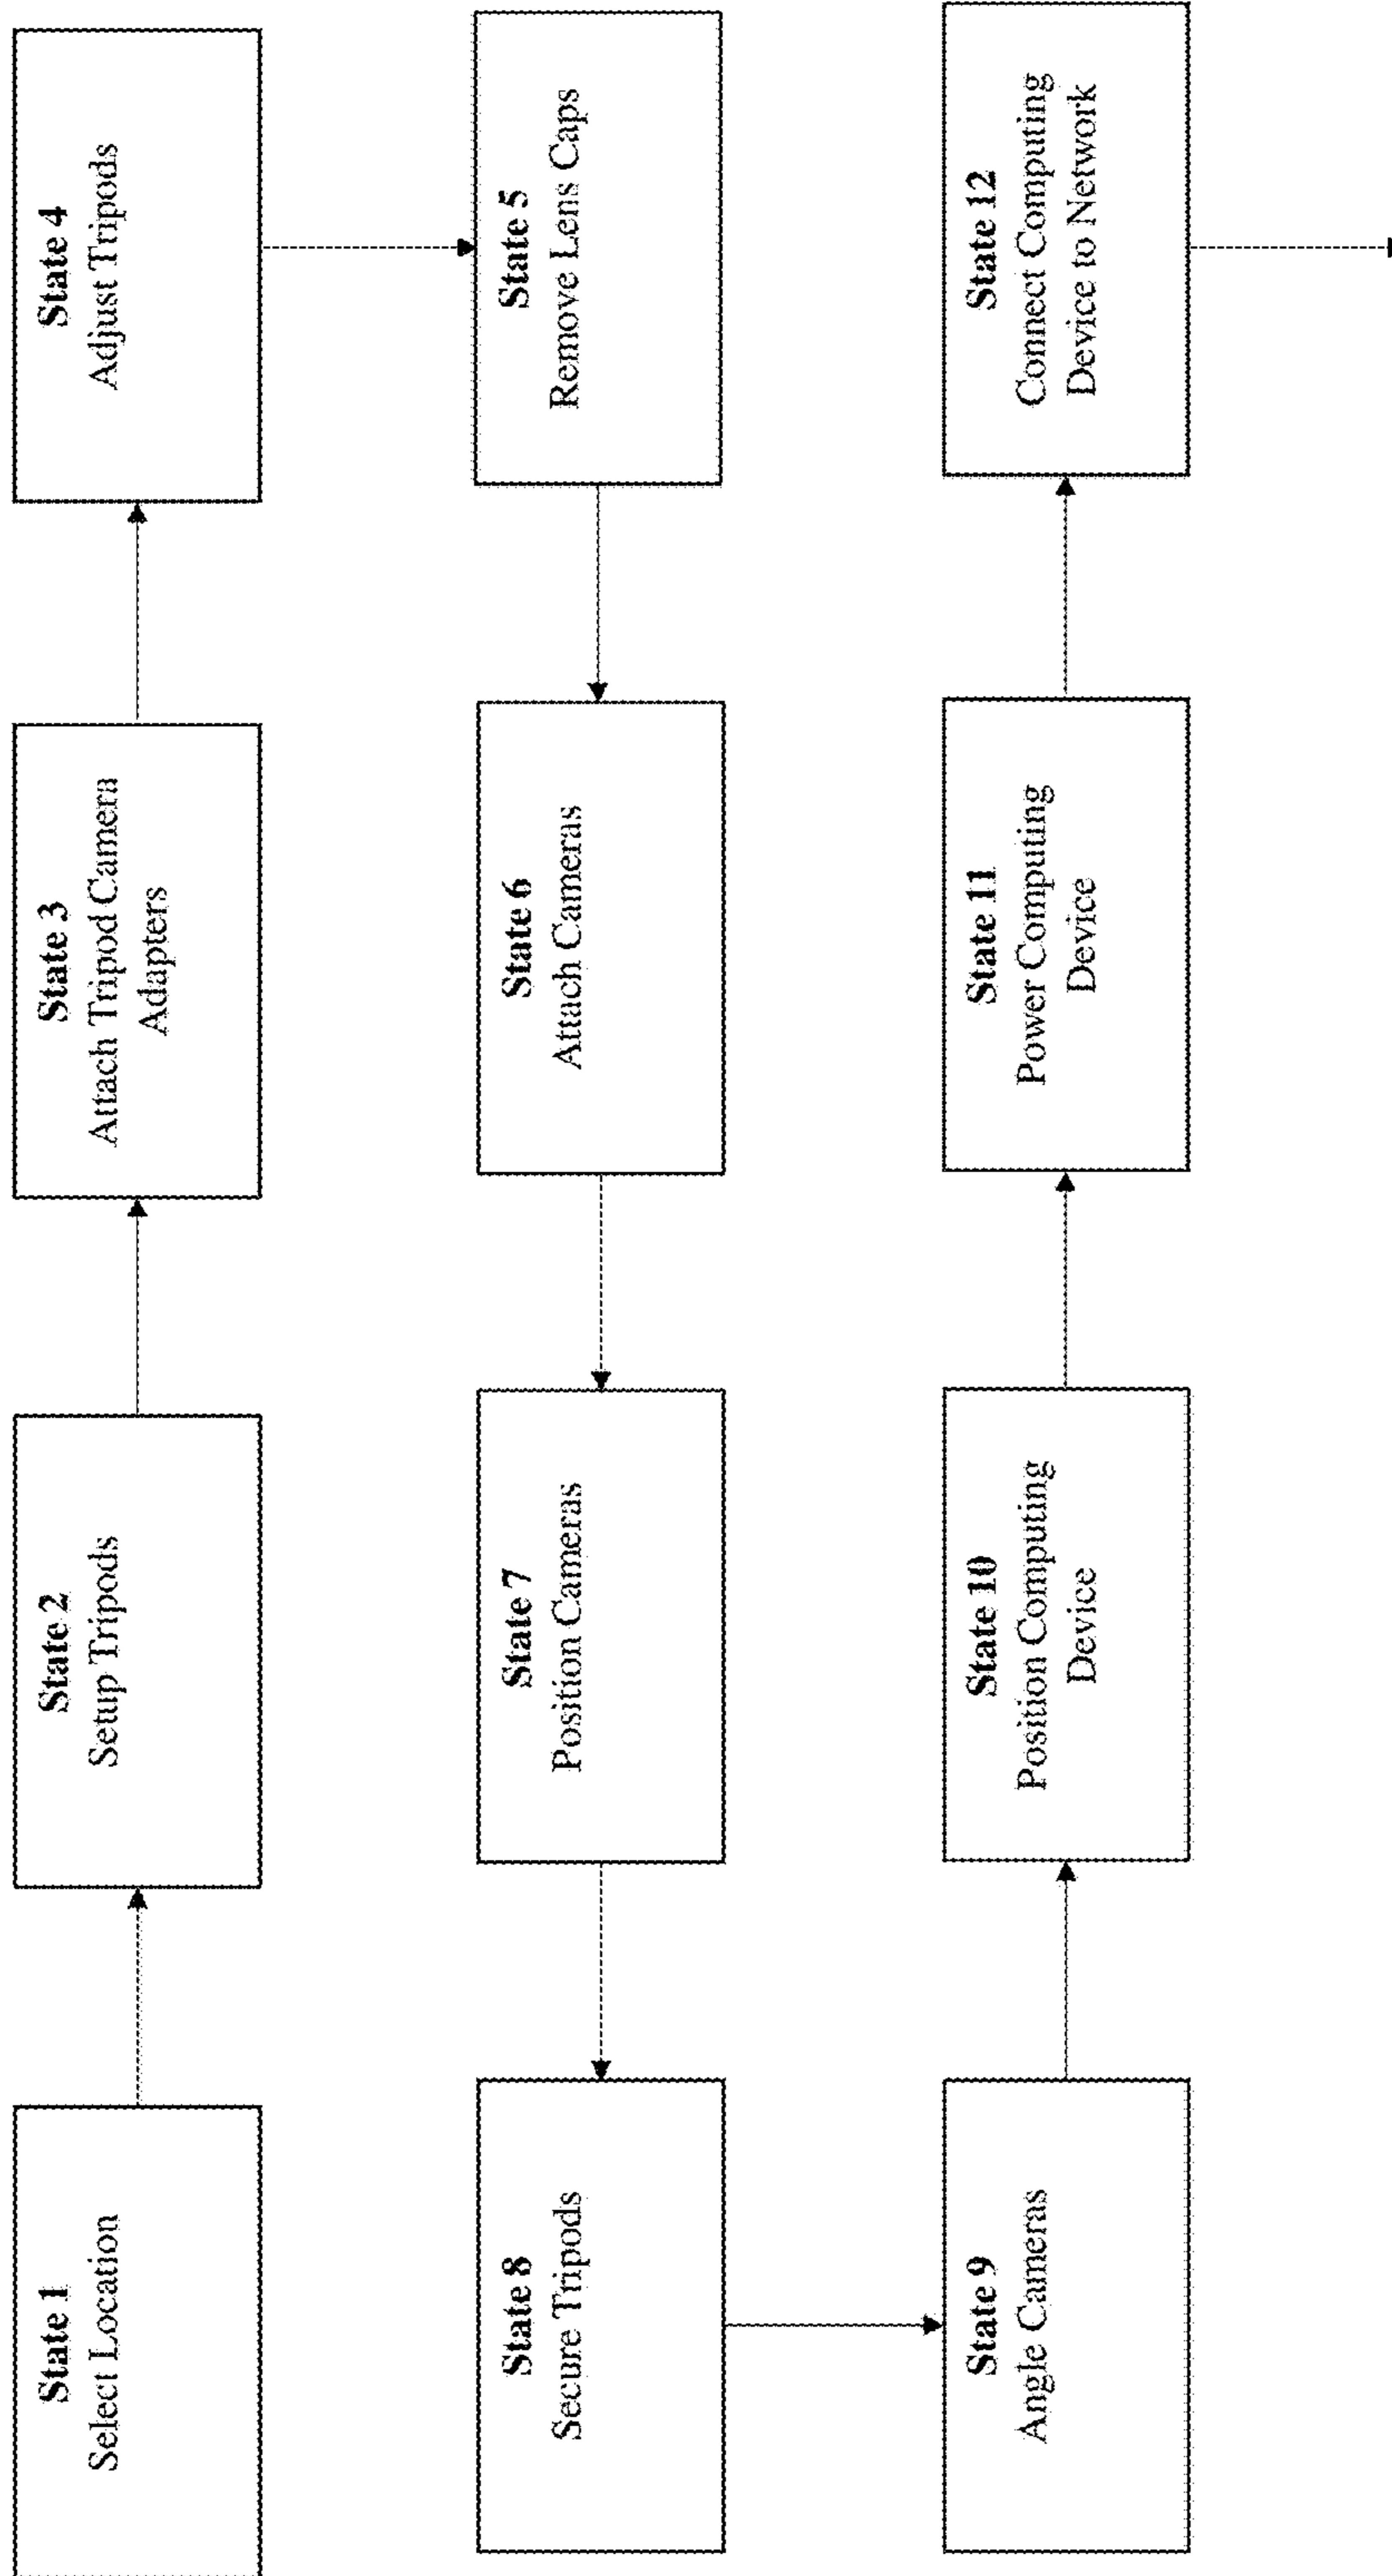 State 1
Select Location
State 2
Setup Tripods
State 3
Attach Tripod Camera
Adapters
State 4
Adjust Tripods
State 5
Remove Lens Caps
State 6
Attach Cameras
State 7
Position Cameras
State 8
Secure Tripods
State 9
Angle Cameras
State 10
Position Computing
Device
State 11
Power Computing
Device
State 12
Connect Computing
Device to Network